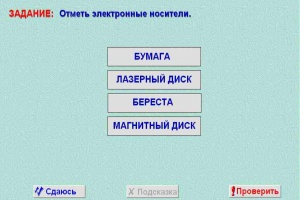 ЗАДАНИЕ: Отметь электронные носители.
БУМАГА
ЛАЗЕРНЫЙ ДИСК
БЕРЕСТА
МАГНИТНЫЙ ДИСК
Сдаюсь X Подсказка Проверить